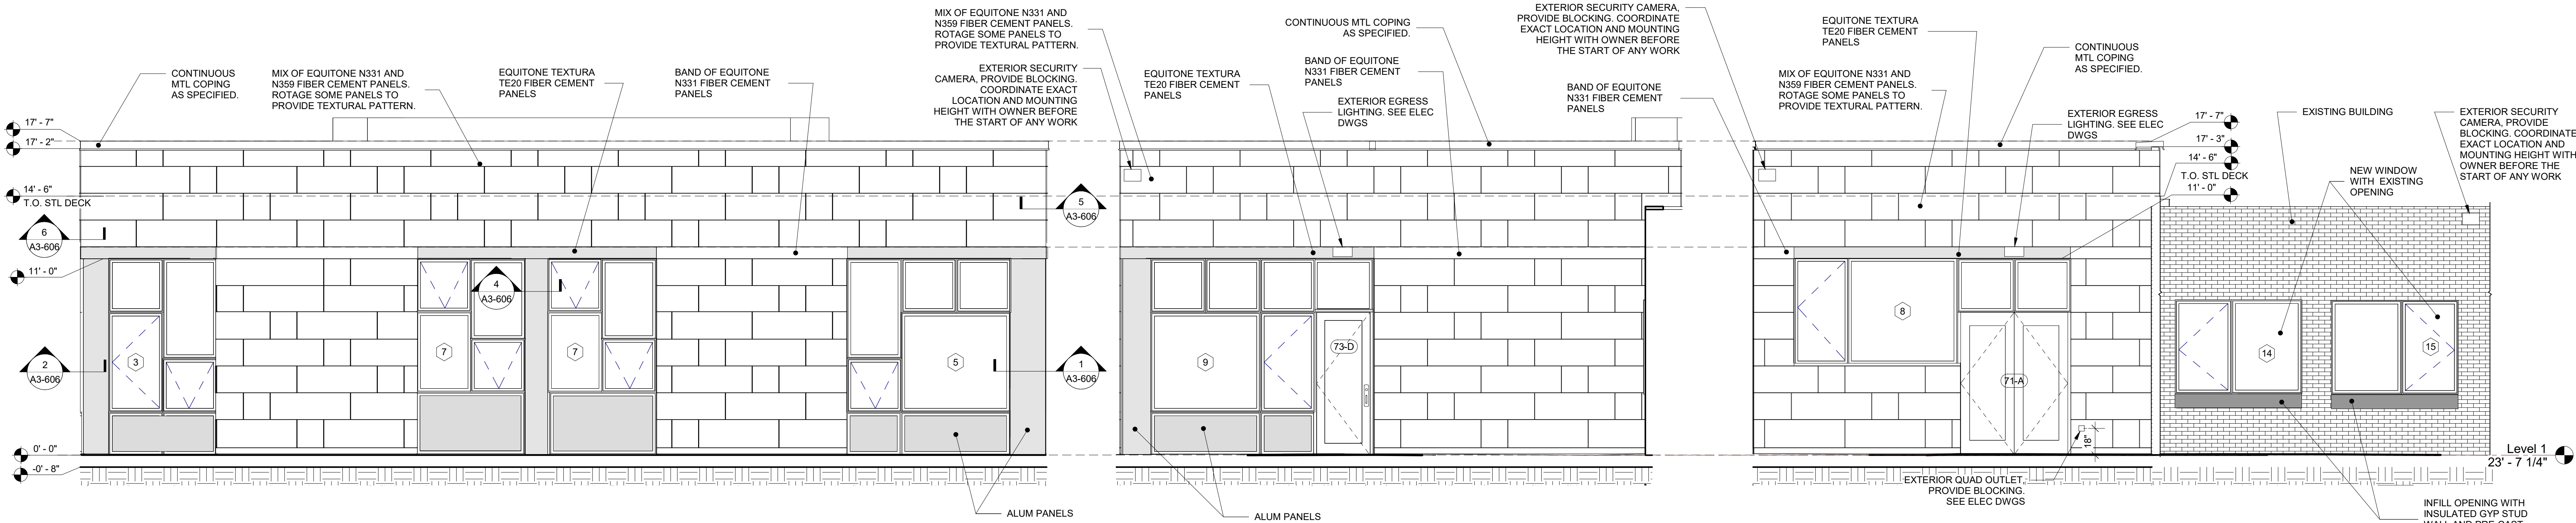 MIX OF EQUITONE N331 AND
N359 FIBER CEMENT PANELS.
ROTAGE SOME PANELS TO
PROVIDE TEXTURAL PATTERN.
CONTINUOUS MTL COPING
AS SPECIFIED.
EXTERIOR SECURITY CAMERA,
PROVIDE BLOCKING. COORDINATE
EXACT LOCATION AND MOUNTING
HEIGHT WITH OWNER BEFORE
THE START OF ANY WORK
EQUITONE TEXTURA
TE20 FIBER CEMENT
PANELS
CONTINUOUS
MTL COPING
AS SPECIFIED.
CONTINUOUS
MTL COPING
AS SPECIFIED.
MIX OF EQUITONE N331 AND
N359 FIBER CEMENT PANELS.
ROTAGE SOME PANELS TO
PROVIDE TEXTURAL PATTERN.
EQUITONE TEXTURA
TE20 FIBER CEMENT
PANELS
BAND OF EQUITONE
N331 FIBER CEMENT
PANELS
EXTERIOR SECURITY
CAMERA, PROVIDE BLOCKING.
COORDINATE EXACT
LOCATION AND MOUNTING
HEIGHT WITH OWNER BEFORE
THE START OF ANY WORK
EQUITONE TEXTURA
TE20 FIBER CEMENT
PANELS
BAND OF EQUITONE
N331 FIBER CEMENT
PANELS
EXTERIOR EGRESS
LIGHTING. SEE ELEC
DWGS
BAND OF EQUITONE
N331 FIBER CEMENT
PANELS
MIX OF EQUITONE N331 AND
N359 FIBER CEMENT PANELS.
ROTAGE SOME PANELS TO
PROVIDE TEXTURAL PATTERN.
EXTERIOR EGRESS
LIGHTING. SEE ELEC
DWGS
EXISTING BUILDING
EXTERIOR SECURITY
CAMERA, PROVIDE
BLOCKING. COORDINATE
EXACT LOCATION AND
MOUNTING HEIGHT WITH
OWNER BEFORE THE
START OF ANY WORK
NEW WINDOW
WITH EXISTING
OPENING
17' - 7"
17' - 2"
14' - 6"
T.O. STL DECK
6
A3-606
11' - 0"
2
A3-606
0' - 0"
-0' - 8"
3
7
4
A3-606
7
5
5
A3-606
1
A3-606
9
73-D
8
71-A
18"
17' - 7"
17' - 3"
14' - 6"
T.O. STL DECK
11' - 0"
14
15
Level 1
23' - 7 1/4"
ALUM PANELS
ALUM PANELS
EXTERIOR QUAD OUTLET,
PROVIDE BLOCKING.
SEE ELEC DWGS
INFILL OPENING WITH
INSULATED GYP STUD
WALL AND PRE-CAST